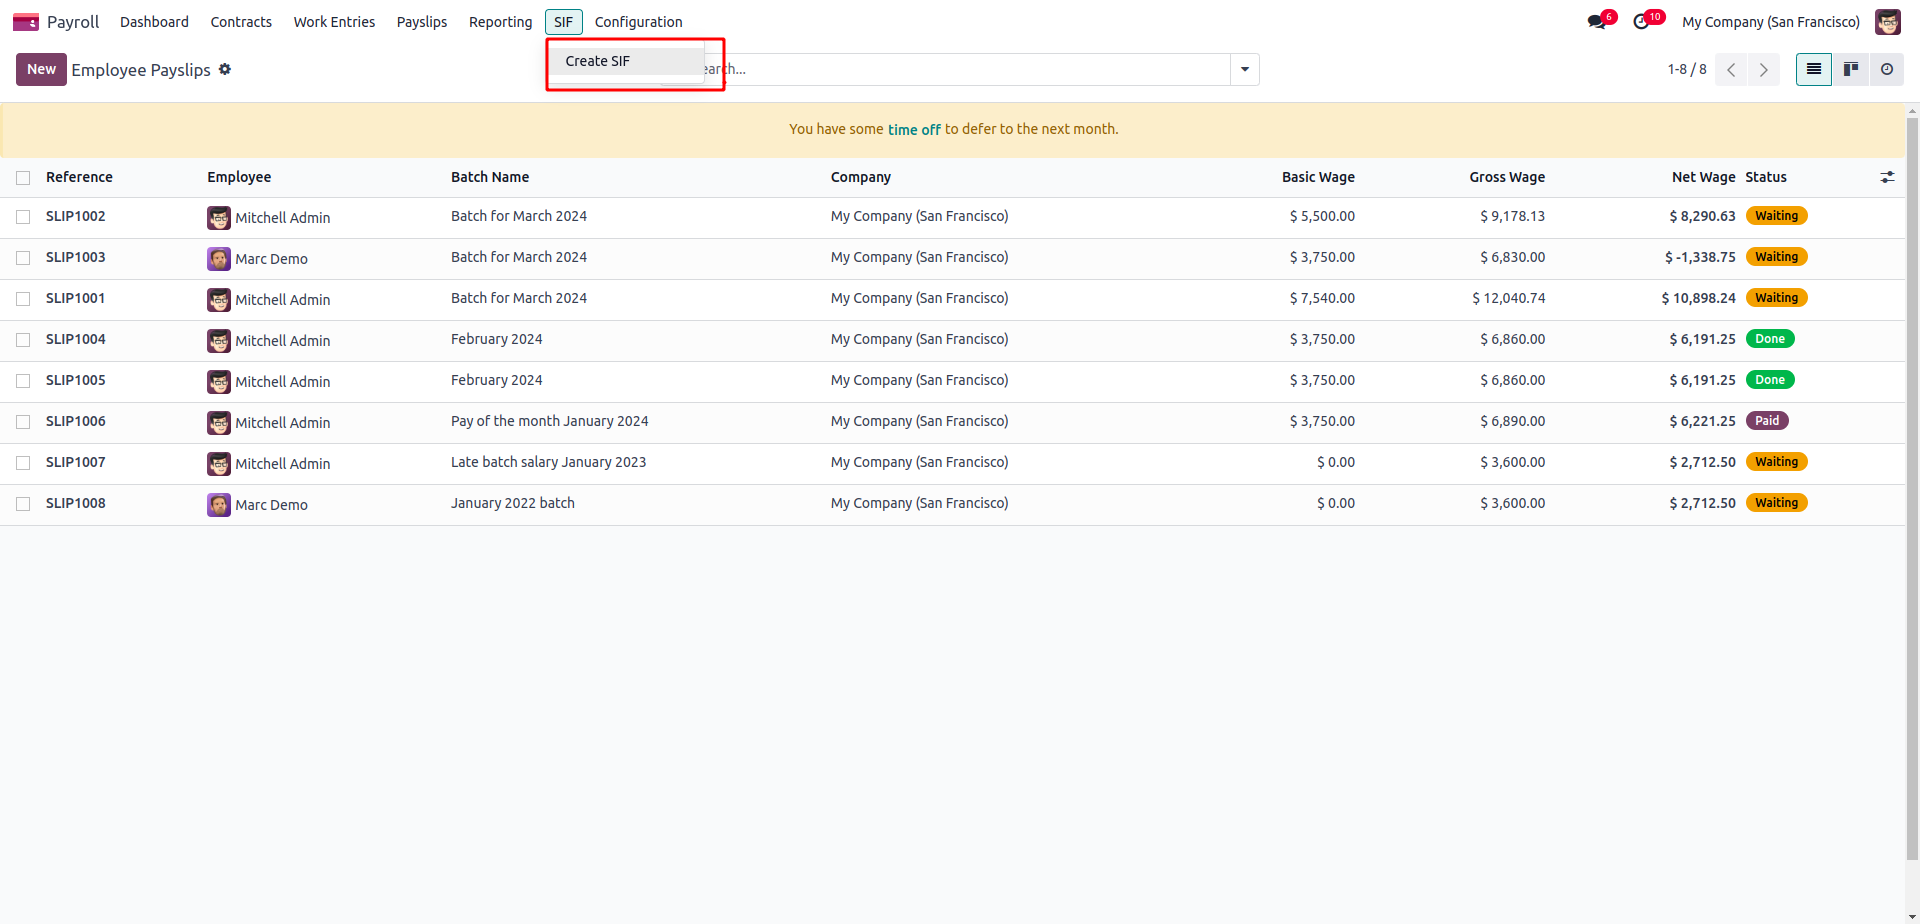 Payroll Dashboard Contracts Work Entries Payslips Reporting SIF Configuration 6 10 My Company (San Francisco)
Create SIF
New Employee Payslips 1-8 / 8
You have some time off to defer to the next month.
Reference Employee Batch Name Company Basic Wage Gross Wage Net Wage Status
SLIP1002 Mitchell Admin Batch for March 2024 My Company (San Francisco) $ 5,500.00 $ 9,178.13 $ 8,290.63 Waiting
SLIP1003 Marc Demo Batch for March 2024 My Company (San Francisco) $ 3,750.00 $ 6,830.00 $ -1,338.75 Waiting
SLIP1001 Mitchell Admin Batch for March 2024 My Company (San Francisco) $ 7,540.00 $ 12,040.74 $ 10,898.24 Waiting
SLIP1004 Mitchell Admin February 2024 My Company (San Francisco) $ 3,750.00 $ 6,860.00 $ 6,191.25 Done
SLIP1005 Mitchell Admin February 2024 My Company (San Francisco) $ 3,750.00 $ 6,860.00 $ 6,191.25 Done
SLIP1006 Mitchell Admin Pay of the month January 2024 My Company (San Francisco) $ 3,750.00 $ 6,890.00 $ 6,221.25 Paid
SLIP1007 Mitchell Admin Late batch salary January 2023 My Company (San Francisco) $ 0.00 $ 3,600.00 $ 2,712.50 Waiting
SLIP1008 Marc Demo January 2022 batch My Company (San Francisco) $ 0.00 $ 3,600.00 $ 2,712.50 Waiting